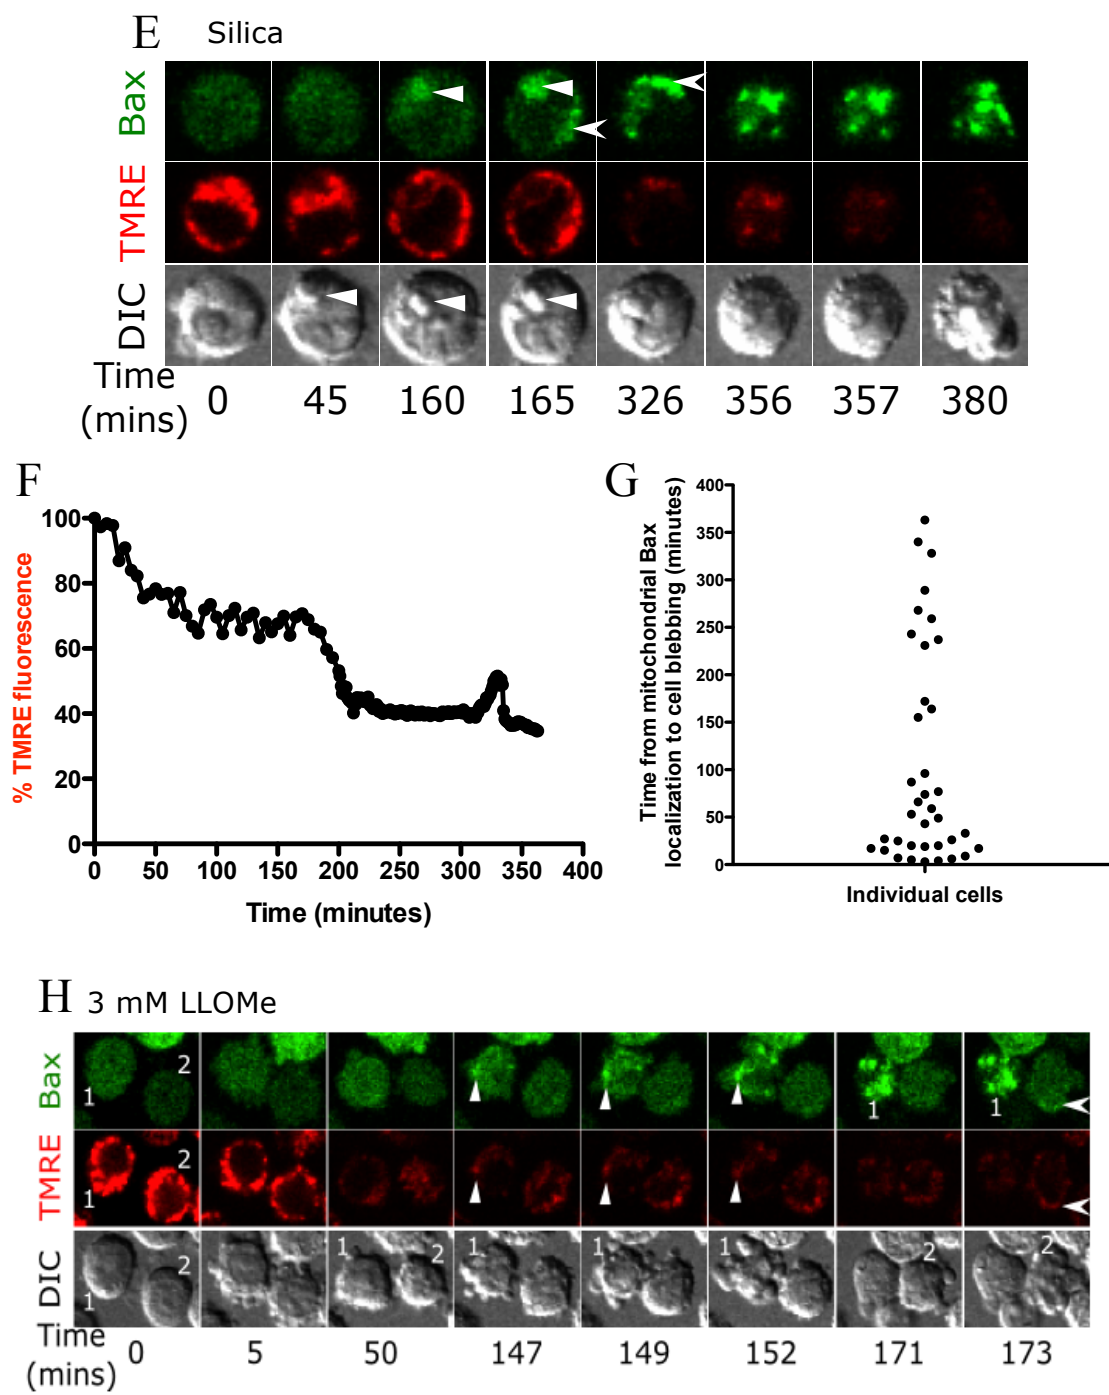 E Silica
Bax
TMRE
DIC
Time
(mins)
0 45 160 165 326 356 357 380
F
% TMRE fluorescence
100
80
60
40
20
0
0 50 100 150 200 250 300 350 400
Time (minutes)
G
Time from mitochondrial Bax
localization to cell blebbing (minutes)
400
350
300
250
200
150
100
50
0
Individual cells
H 3 mM LLOMe
Bax
1 2 1 1
TMRE
1 2
DIC
1 2 1 2 1 1 1 2 2
Time
(mins)
0 5 50 147 149 152 171 173